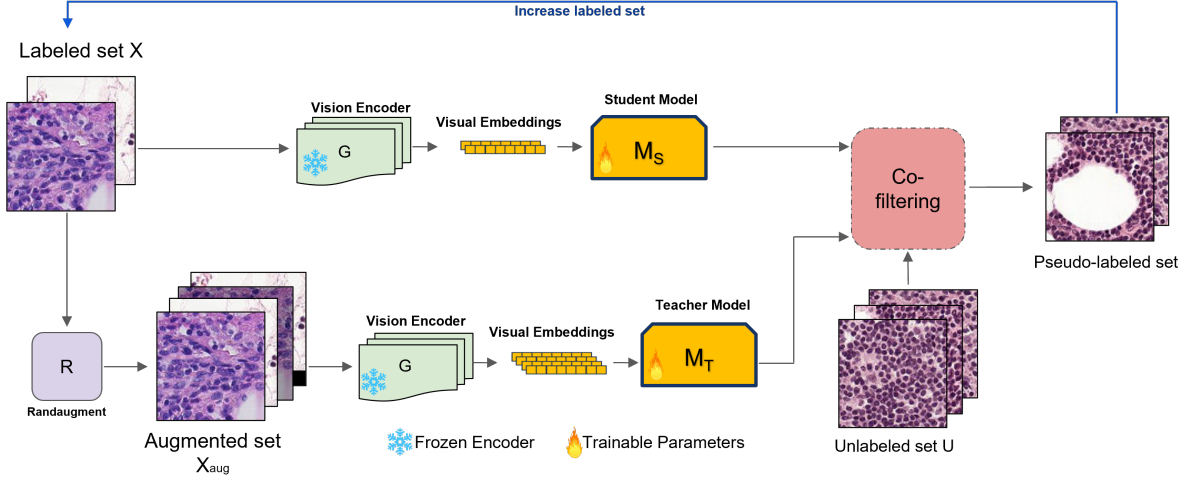 Increase labeled set
Labeled set X
Vision Encoder
G
Visual Embeddings
Student Model
MS
Co-
filtering
Pseudo-labeled set
R
Randaugment
Augmented set
Xaug
Vision Encoder
G
Visual Embeddings
Teacher Model
MT
Unlabeled set U
Frozen Encoder
Trainable Parameters